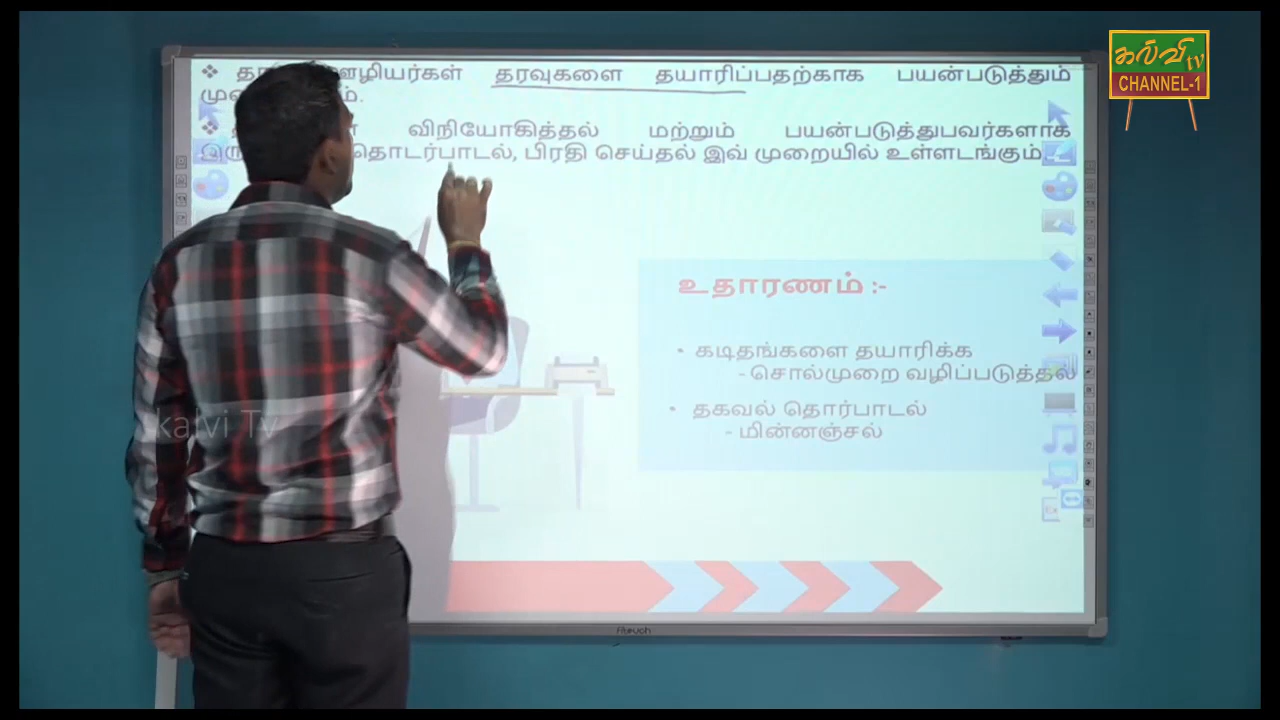 கல்வி tv
CHANNEL-1
ஊழியர்கள் தரவுகளை தயாரிப்பதற்காக பயன்படுத்தும்
விநியோகித்தல் மற்றும் பயன்படுத்துபவர்களாக
தொடர்பாடல், பிரதி செய்தல் இவ் முறையில் உள்ளடங்கும்.
உதாரணம் :-
• கடிதங்களை தயாரிக்க
- சொல்முறை வழிப்படுத்தல்
• தகவல் தொர்பாடல்
- மின்னஞ்சல்
kalvi Tv